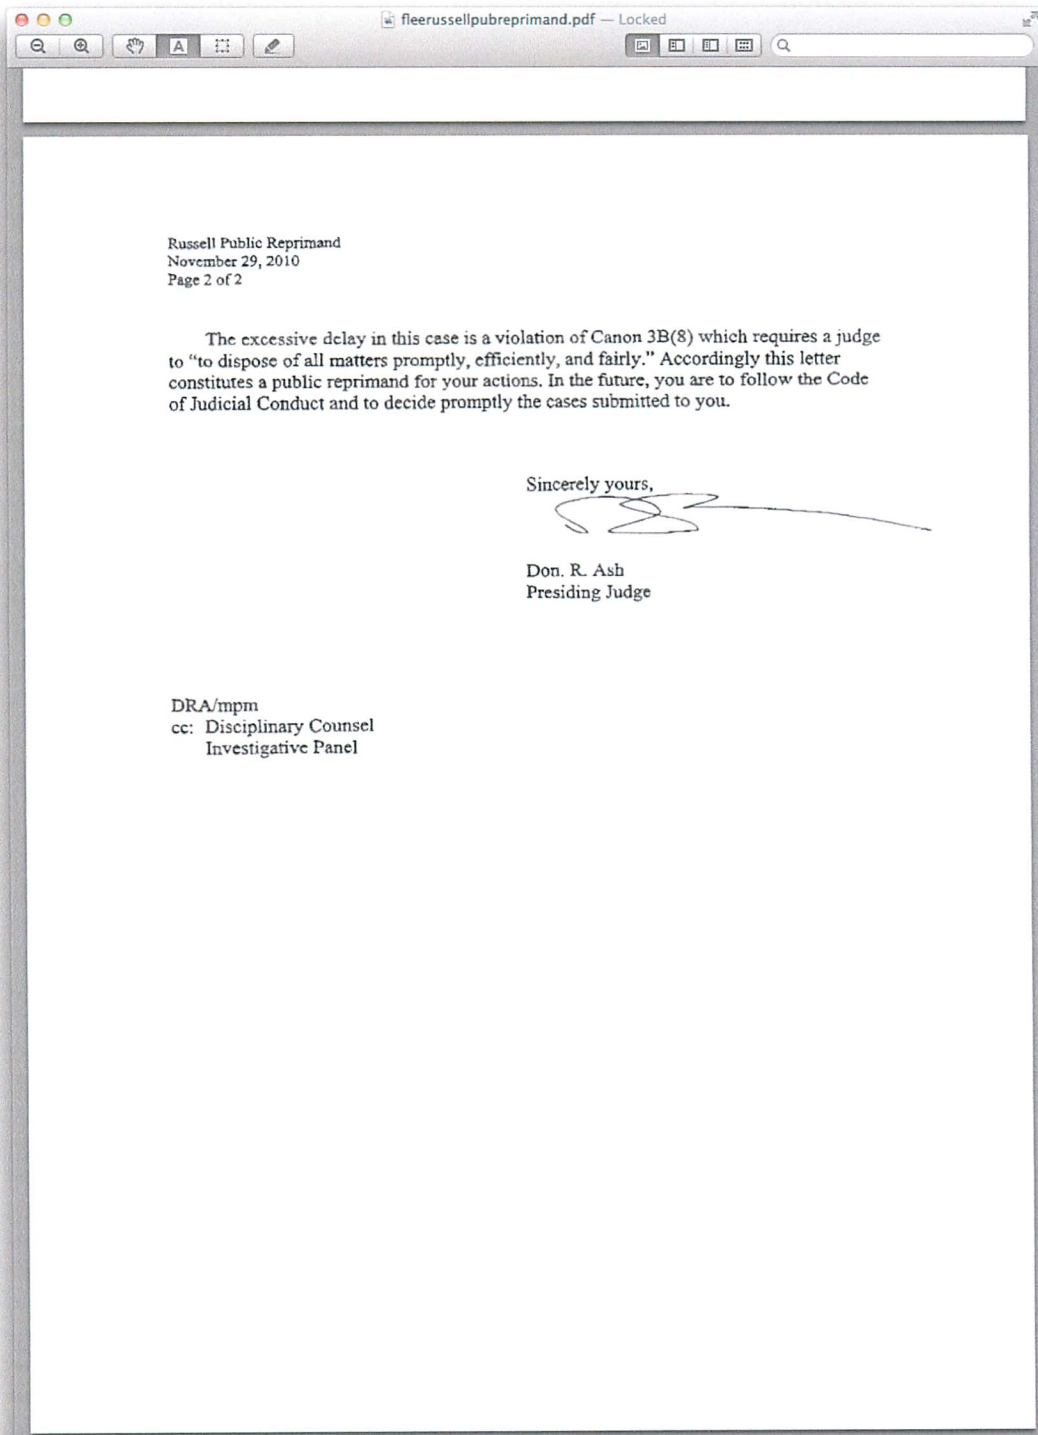 fleerussellpubreprimand.pdf — Locked
A
Russell Public Reprimand
November 29, 2010
Page 2 of 2
The excessive delay in this case is a violation of Canon 3B(8) which requires a judge
to “to dispose of all matters promptly, efficiently, and fairly.” Accordingly this letter
constitutes a public reprimand for your actions. In the future, you are to follow the Code
of Judicial Conduct and to decide promptly the cases submitted to you.
Sincerely yours,
Don. R. Ash
Presiding Judge
DRA/mpm
cc: Disciplinary Counsel
Investigative Panel